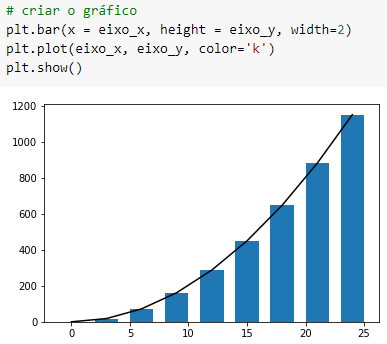 # criar o gráfico
plt.bar(x = eixo_x, height = eixo_y, width=2)
plt.plot(eixo_x, eixo_y, color='k')
plt.show()
1200
1000
800
600
400
200
0
0 5 10 15 20 25